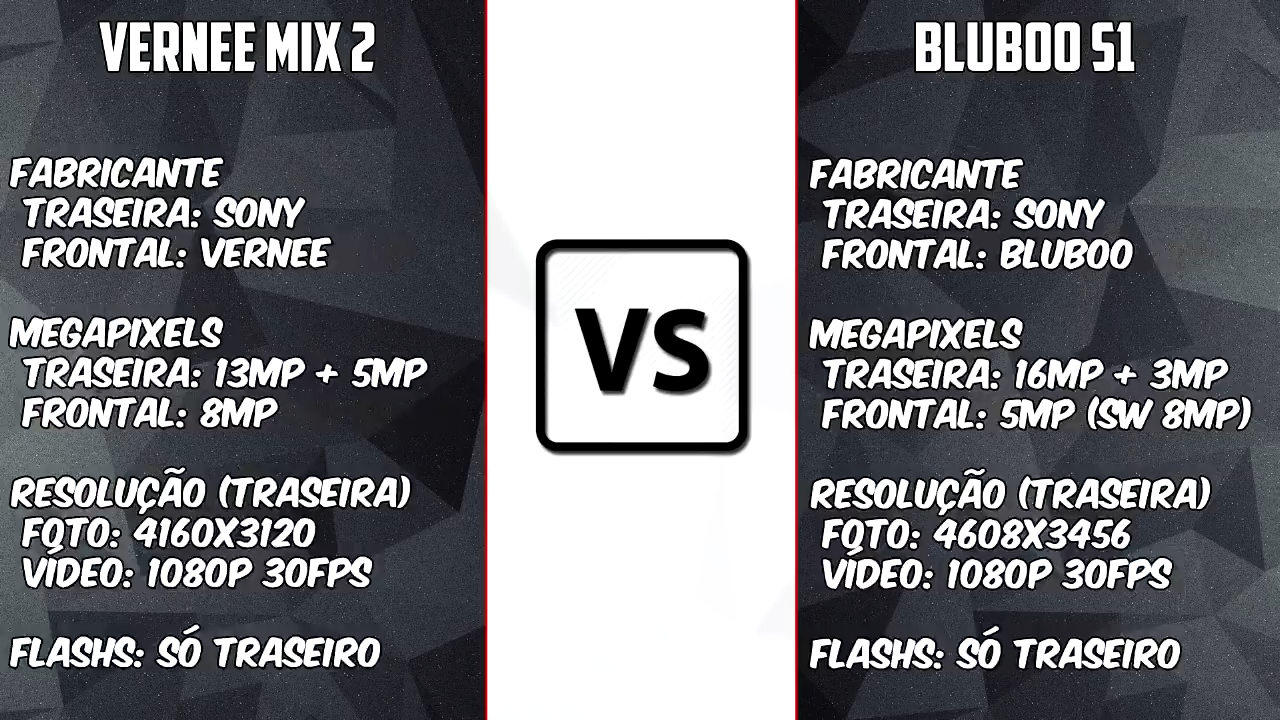 VERNEE MIX 2
FABRICANTE
TRASEIRA: SONY
FRONTAL: VERNEE
MEGAPIXELS
TRASEIRA: 13MP + 5MP
FRONTAL: 8MP
RESOLUÇÃO (TRASEIRA)
FOTO: 4160X3120
VÍDEO: 1080P 30FPS
FLASHS: SÓ TRASEIRO
VS
BLUBOO S1
FABRICANTE
TRASEIRA: SONY
FRONTAL: BLUBOO
MEGAPIXELS
TRASEIRA: 16MP + 3MP
FRONTAL: 5MP (SW 8MP)
RESOLUÇÃO (TRASEIRA)
FOTO: 4608X3456
VÍDEO: 1080P 30FPS
FLASHS: SÓ TRASEIRO